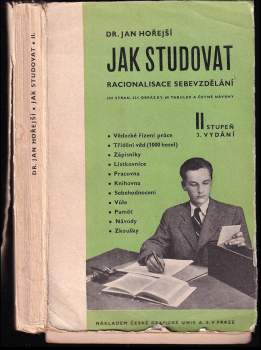 DR. JAN HOŘEJŠÍ • JAK STUDOVAT • II.
DR. JAN HOŘEJŠÍ
JAK STUDOVAT
RACIONALISACE SEBEVZDĚLÁNÍ
II STUPEŇ
3. VYDÁNÍ
• Vědecké řízení práce
• Třídění věd (1000 hesel)
• Zápisníky
• Lístkovnice
• Pracovna
• Knihovna
• Sebehodnocení
• Vůle
• Paměť
• Návody
• Zkoušky
NÁKLADEM ČESKÉ GRAFICKÉ UNIE A. S. V PRAZE